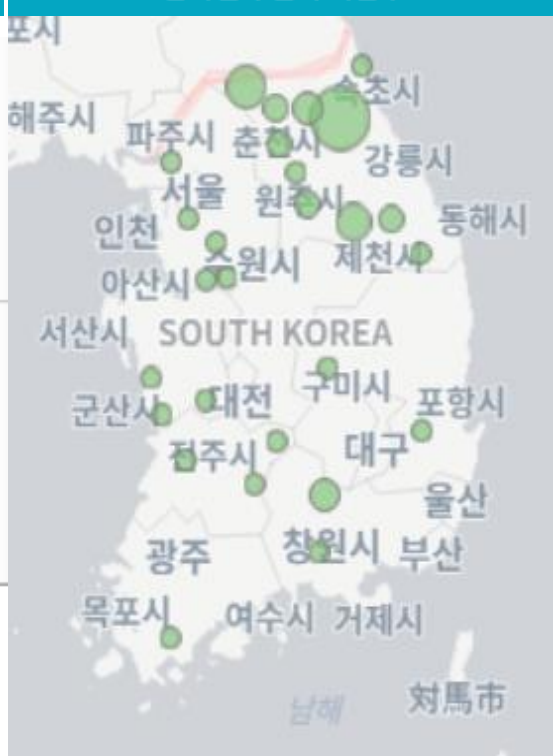 포시
속초시
해주시
파주시
춘천시
강릉시
서울
원주시
동해시
인천
수원시
제천시
아산시
서산시
SOUTH KOREA
구미시
군산시
대전
포항시
전주시
대구
울산
창원시
광주
부산
목포시
여수시
거제시
남해
対馬市